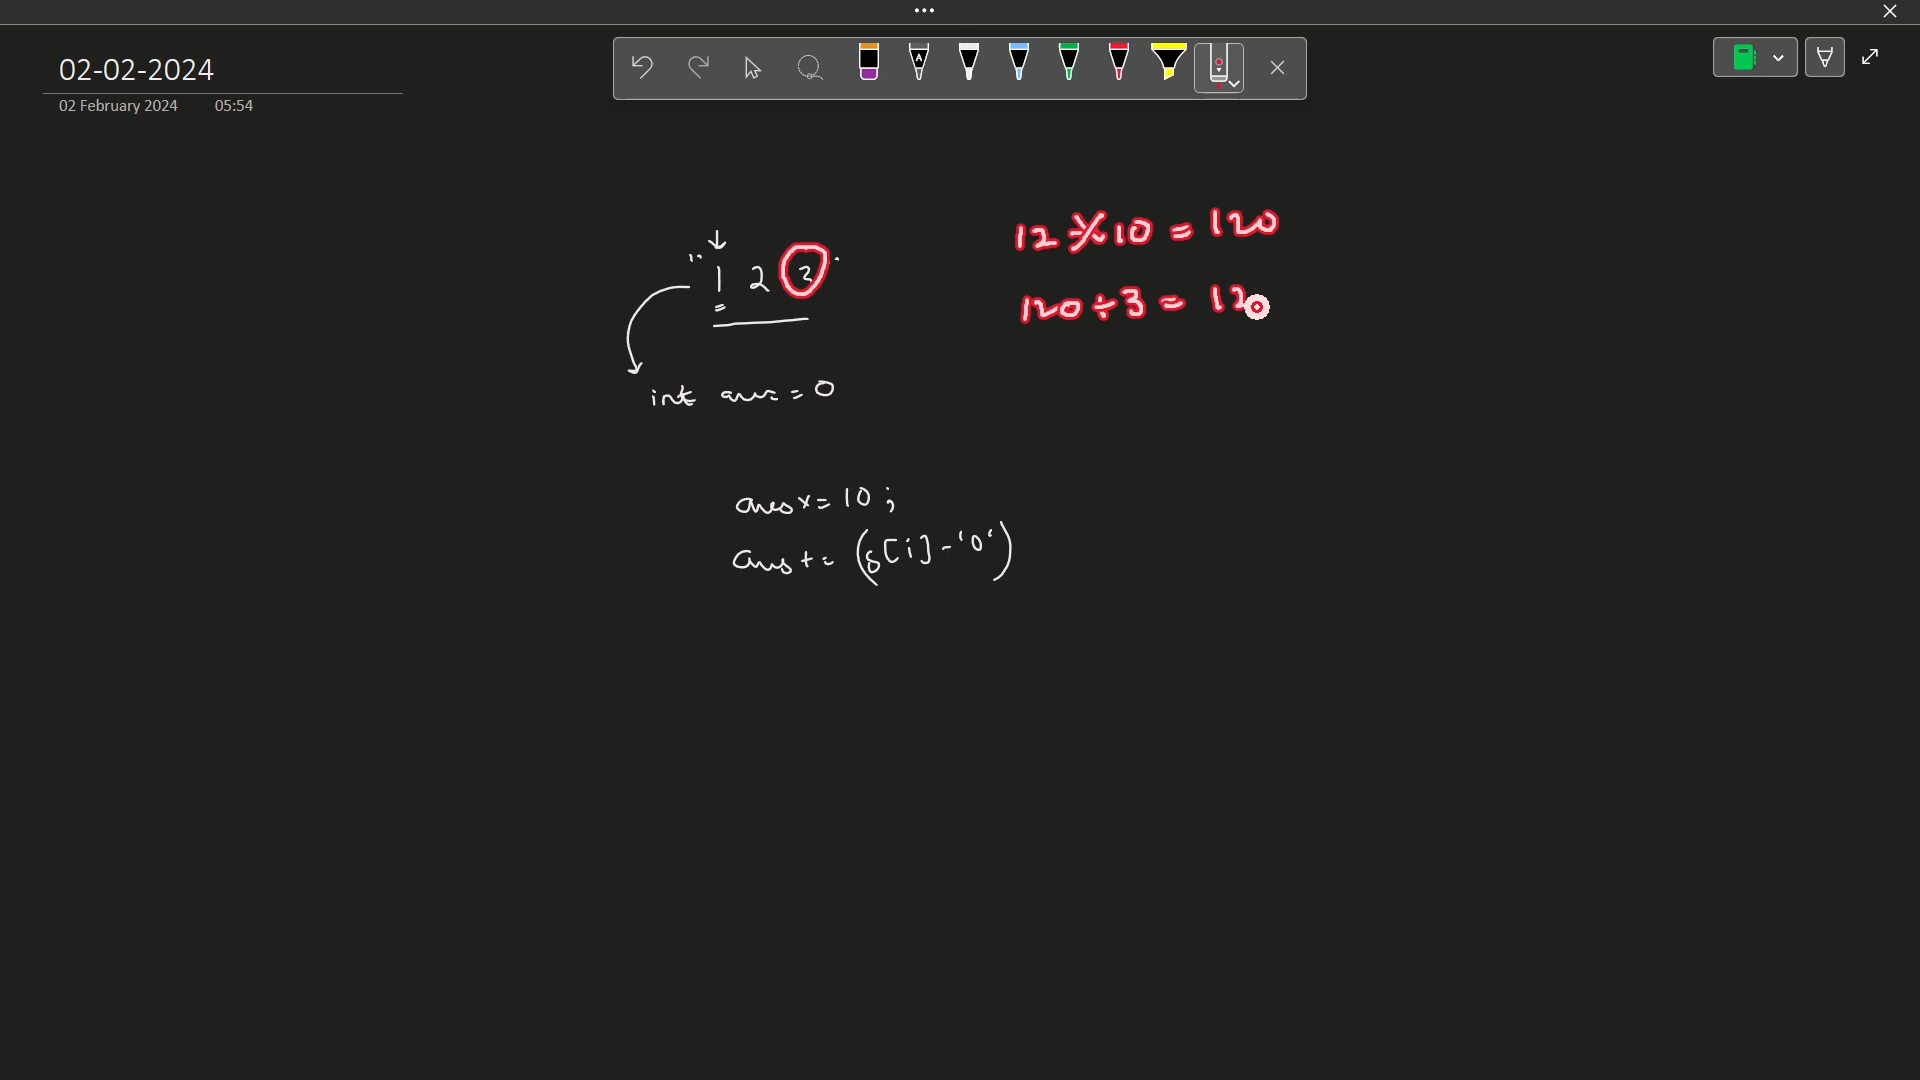 02-02-2024
02 February 2024 05:54
12 × 10 = 120
"1 2 3"
120 ÷ 3 = 12
int ans = 0
ans x= 10 ;
ans += (s[i] - '0')